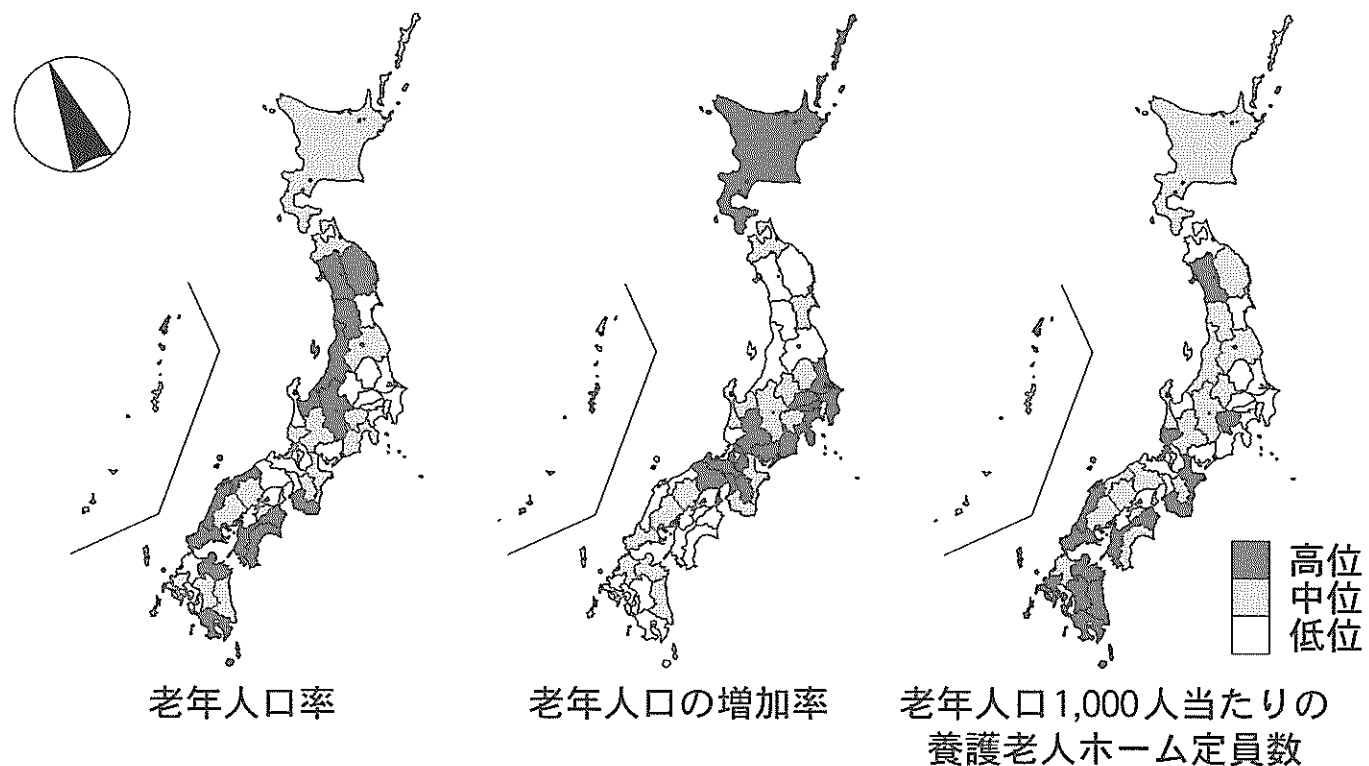 高位
中位
低位
老年人口率
老年人口の増加率
老年人口1,000人当たりの
養護老人ホーム定員数